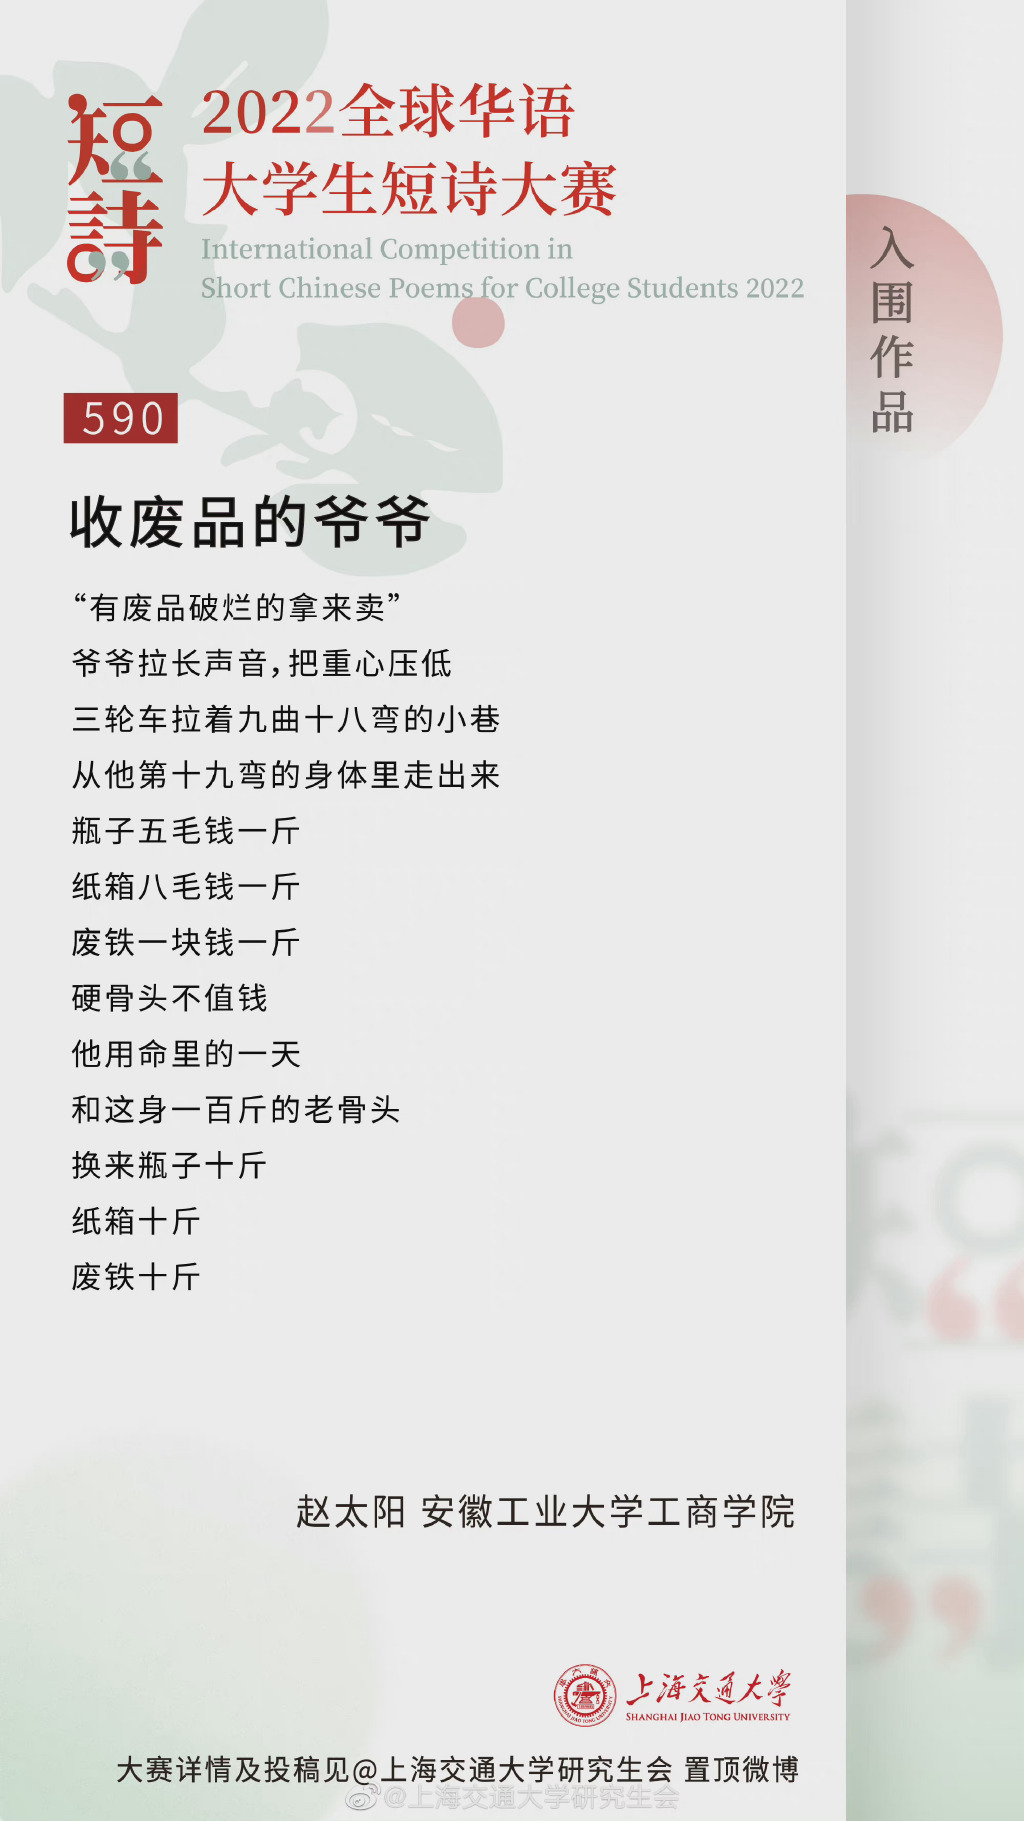 短詩
2022全球华语
大学生短诗大赛
International Competition in
Short Chinese Poems for College Students 2022
入围作品
590
收废品的爷爷
“有废品破烂的拿来卖”
爷爷拉长声音，把重心压低
三轮车拉着九曲十八弯的小巷
从他第十九弯的身体里走出来
瓶子五毛钱一斤
纸箱八毛钱一斤
废铁一块钱一斤
硬骨头不值钱
他用命里的一天
和这身一百斤的老骨头
换来瓶子十斤
纸箱十斤
废铁十斤
赵太阳 安徽工业大学工商学院
上海交通大學
SHANGHAI JIAO TONG UNIVERSITY
大赛详情及投稿见@上海交通大学研究生会 置顶微博
@上海交通大学研究生会